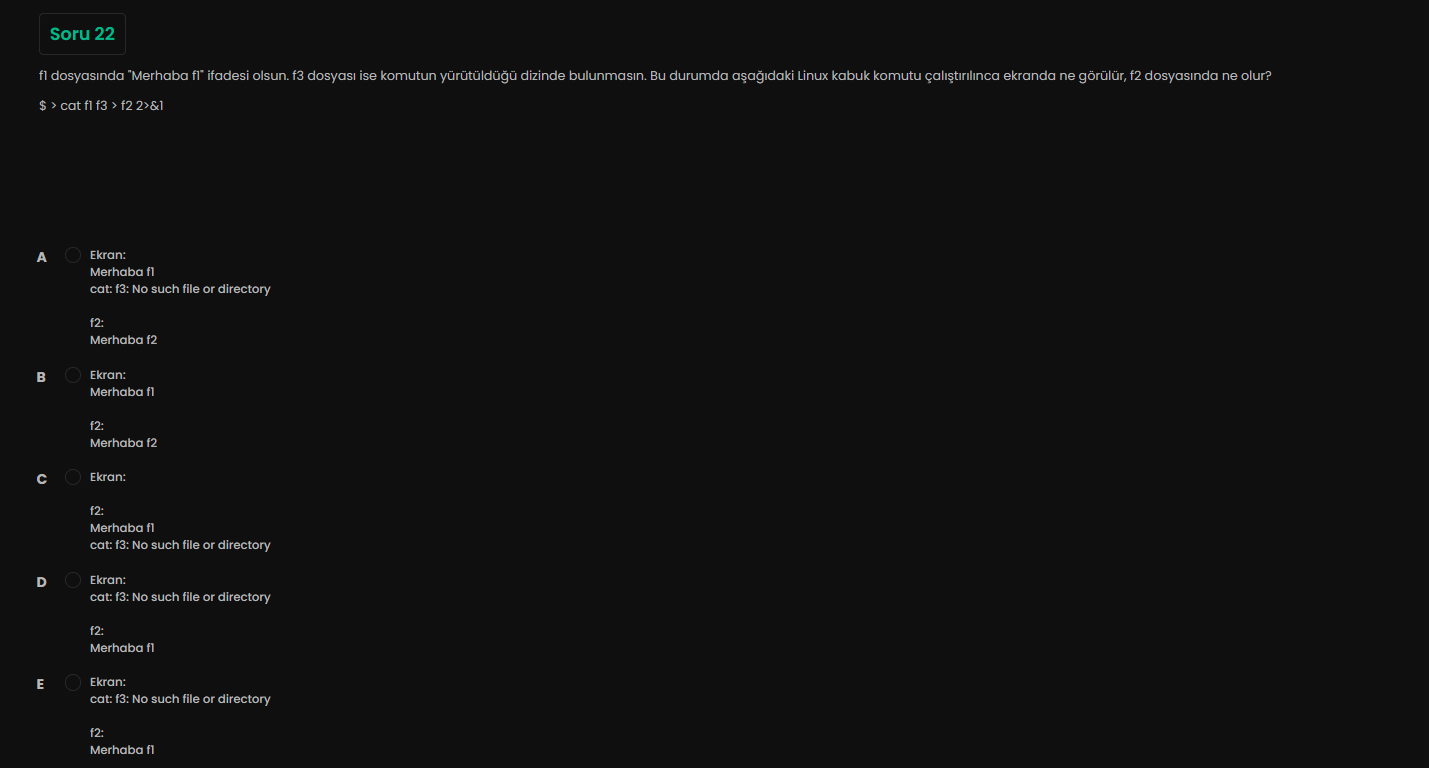 Soru 22
f1 dosyasında "Merhaba f1" ifadesi olsun. f3 dosyası ise komutun yürütüldüğü dizinde bulunmasın. Bu durumda aşağıdaki Linux kabuk komutu çalıştırılınca ekranda ne görülür, f2 dosyasında ne olur?
$ > cat f1 f3 > f2 2>&1
A
Ekran:
Merhaba f1
cat: f3: No such file or directory
f2:
Merhaba f2
B
Ekran:
Merhaba f1
f2:
Merhaba f2
C
Ekran:
f2:
Merhaba f1
cat: f3: No such file or directory
D
Ekran:
cat: f3: No such file or directory
f2:
Merhaba f1
E
Ekran:
cat: f3: No such file or directory
f2:
Merhaba f1